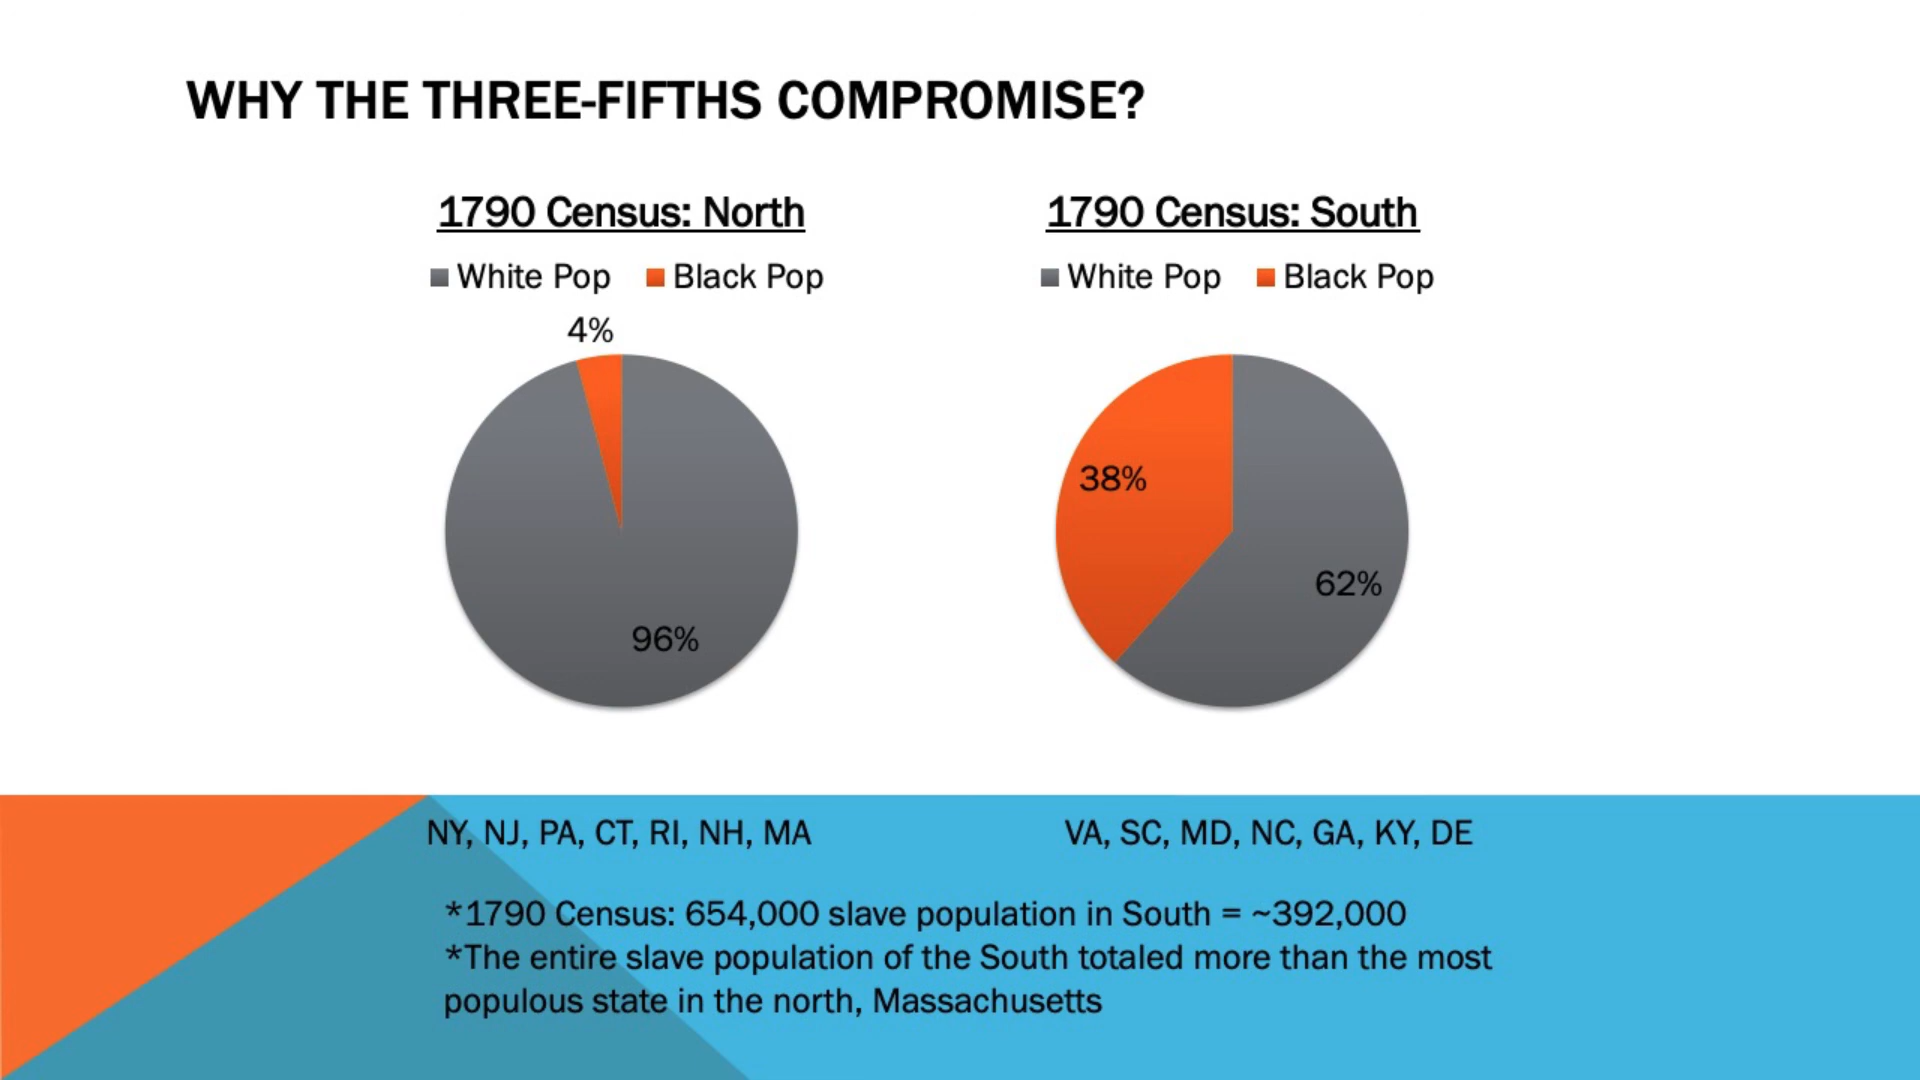 WHY THE THREE-FIFTHS COMPROMISE?
1790 Census: North
White Pop Black Pop
4%
96%
1790 Census: South
White Pop Black Pop
38%
62%
NY, NJ, PA, CT, RI, NH, MA
VA, SC, MD, NC, GA, KY, DE
*1790 Census: 654,000 slave population in South = ~392,000
*The entire slave population of the South totaled more than the most
populous state in the north, Massachusetts